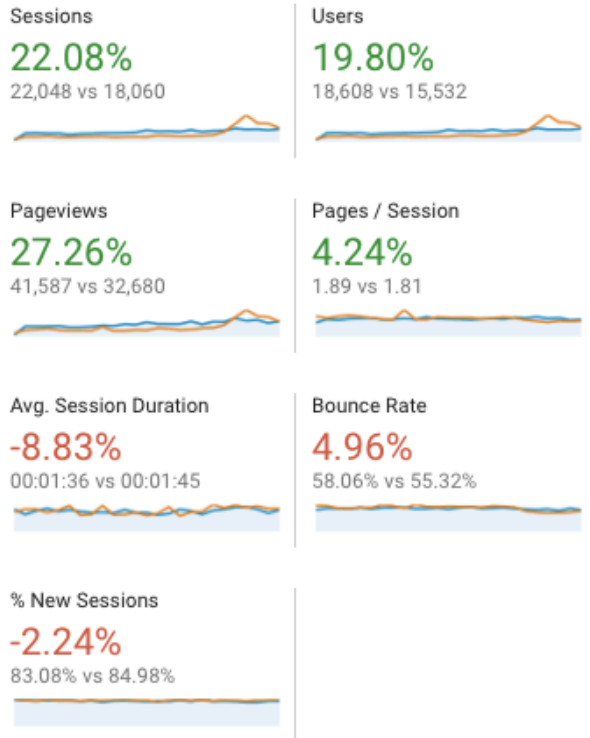 Sessions
22.08%
22,048 vs 18,060
Users
19.80%
18,608 vs 15,532
Pageviews
27.26%
41,587 vs 32,680
Pages / Session
4.24%
1.89 vs 1.81
Avg. Session Duration
-8.83%
00:01:36 vs 00:01:45
Bounce Rate
4.96%
58.06% vs 55.32%
% New Sessions
-2.24%
83.08% vs 84.98%